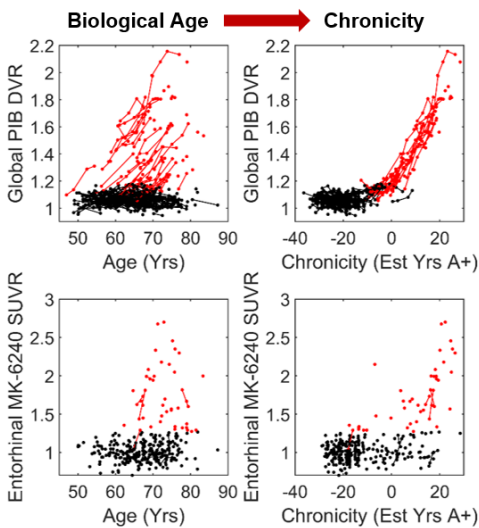 Biological Age Chronicity
Global PIB DVR
2.2
2
1.8
1.6
1.4
1.2
1
40 50 60 70 80 90
Age (Yrs)
Global PIB DVR
2.2
2
1.8
1.6
1.4
1.2
1
-40 -20 0 20
Chronicity (Est Yrs A+)
Entorhinal MK-6240 SUVR
3
2.5
2
1.5
1
40 50 60 70 80 90
Age (Yrs)
Entorhinal MK-6240 SUVR
3
2.5
2
1.5
1
-40 -20 0 20
Chronicity (Est Yrs A+)